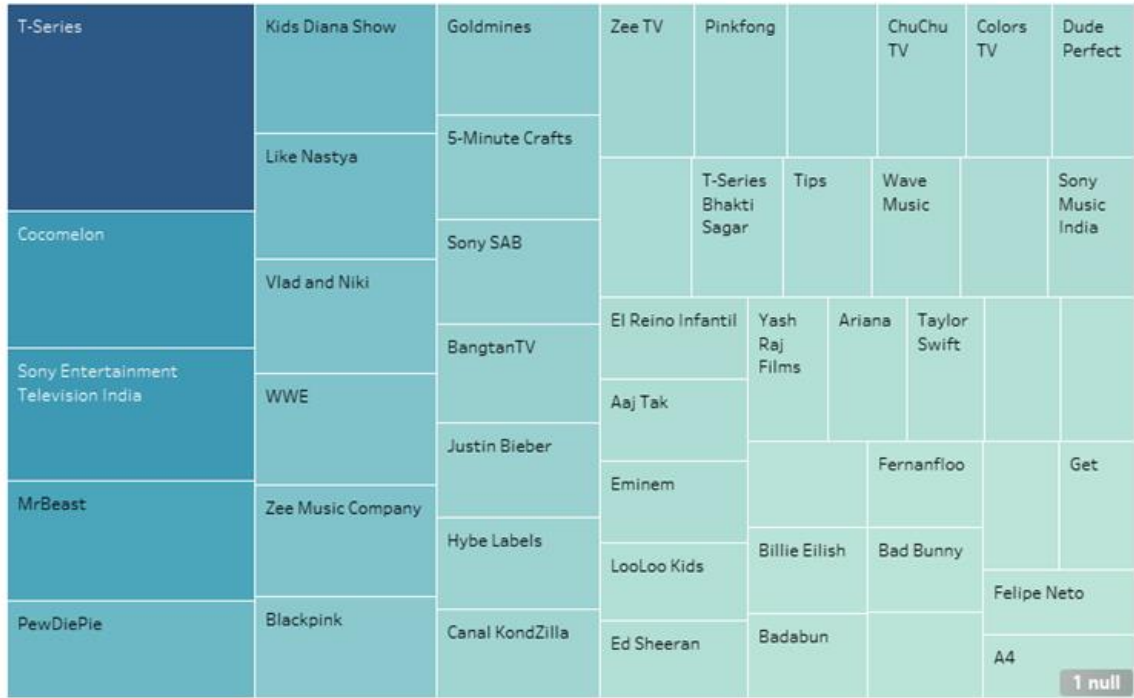 T-Series
Cocomelon
Sony Entertainment
Television India
MrBeast
PewDiePie
Kids Diana Show
Like Nastya
Vlad and Niki
WWE
Zee Music Company
Blackpink
Goldmines
5-Minute Crafts
Sony SAB
BangtanTV
Justin Bieber
Hybe Labels
Canal KondZilla
Zee TV
Pinkfong
ChuChu
TV
Colors
TV
Dude
Perfect
T-Series
Bhakti
Sagar
Tips
Wave
Music
Sony
Music
India
El Reino Infantil
Aaj Tak
Eminem
LooLoo Kids
Ed Sheeran
Yash
Raj
Films
Ariana
Taylor
Swift
Billie Eilish
Badabun
Fernanfloo
Bad Bunny
Get
Felipe Neto
A4
1 null